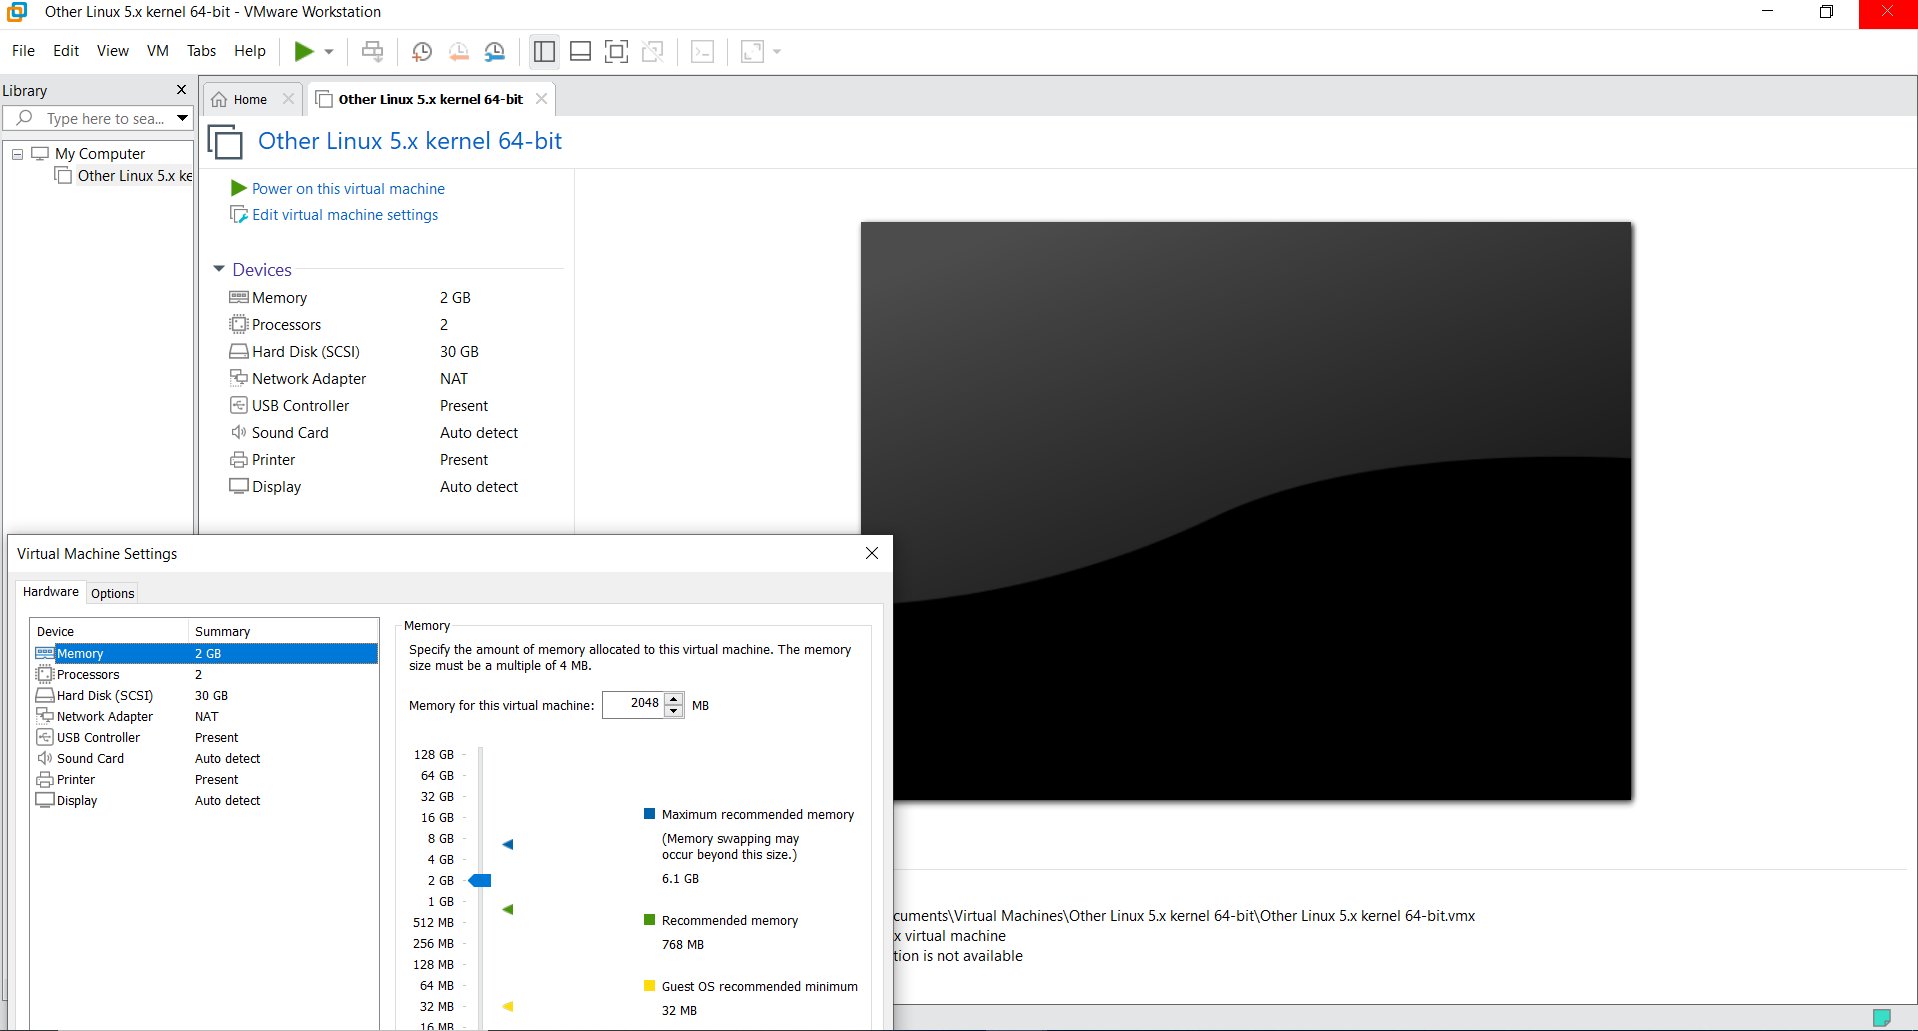 Other Linux 5.x kernel 64-bit - VMware Workstation
File Edit View VM Tabs Help
Library
Type here to sea...
My Computer
Other Linux 5.x ke
Home
Other Linux 5.x kernel 64-bit
Other Linux 5.x kernel 64-bit
Power on this virtual machine
Edit virtual machine settings
Devices
Memory 2 GB
Processors 2
Hard Disk (SCSI) 30 GB
Network Adapter NAT
USB Controller Present
Sound Card Auto detect
Printer Present
Display Auto detect
Virtual Machine Settings
Hardware Options
Device Summary
Memory 2 GB
Processors 2
Hard Disk (SCSI) 30 GB
Network Adapter NAT
USB Controller Present
Sound Card Auto detect
Printer Present
Display Auto detect
Memory
Specify the amount of memory allocated to this virtual machine. The memory
size must be a multiple of 4 MB.
Memory for this virtual machine: 2048 MB
128 GB
64 GB
32 GB
16 GB
8 GB
4 GB
2 GB
1 GB
512 MB
256 MB
128 MB
64 MB
32 MB
16 MB
Maximum recommended memory
(Memory swapping may
occur beyond this size.)
6.1 GB
Recommended memory
768 MB
Guest OS recommended minimum
32 MB
cuments\Virtual Machines\Other Linux 5.x kernel 64-bit\Other Linux 5.x kernel 64-bit.vmx
x virtual machine
tion is not available